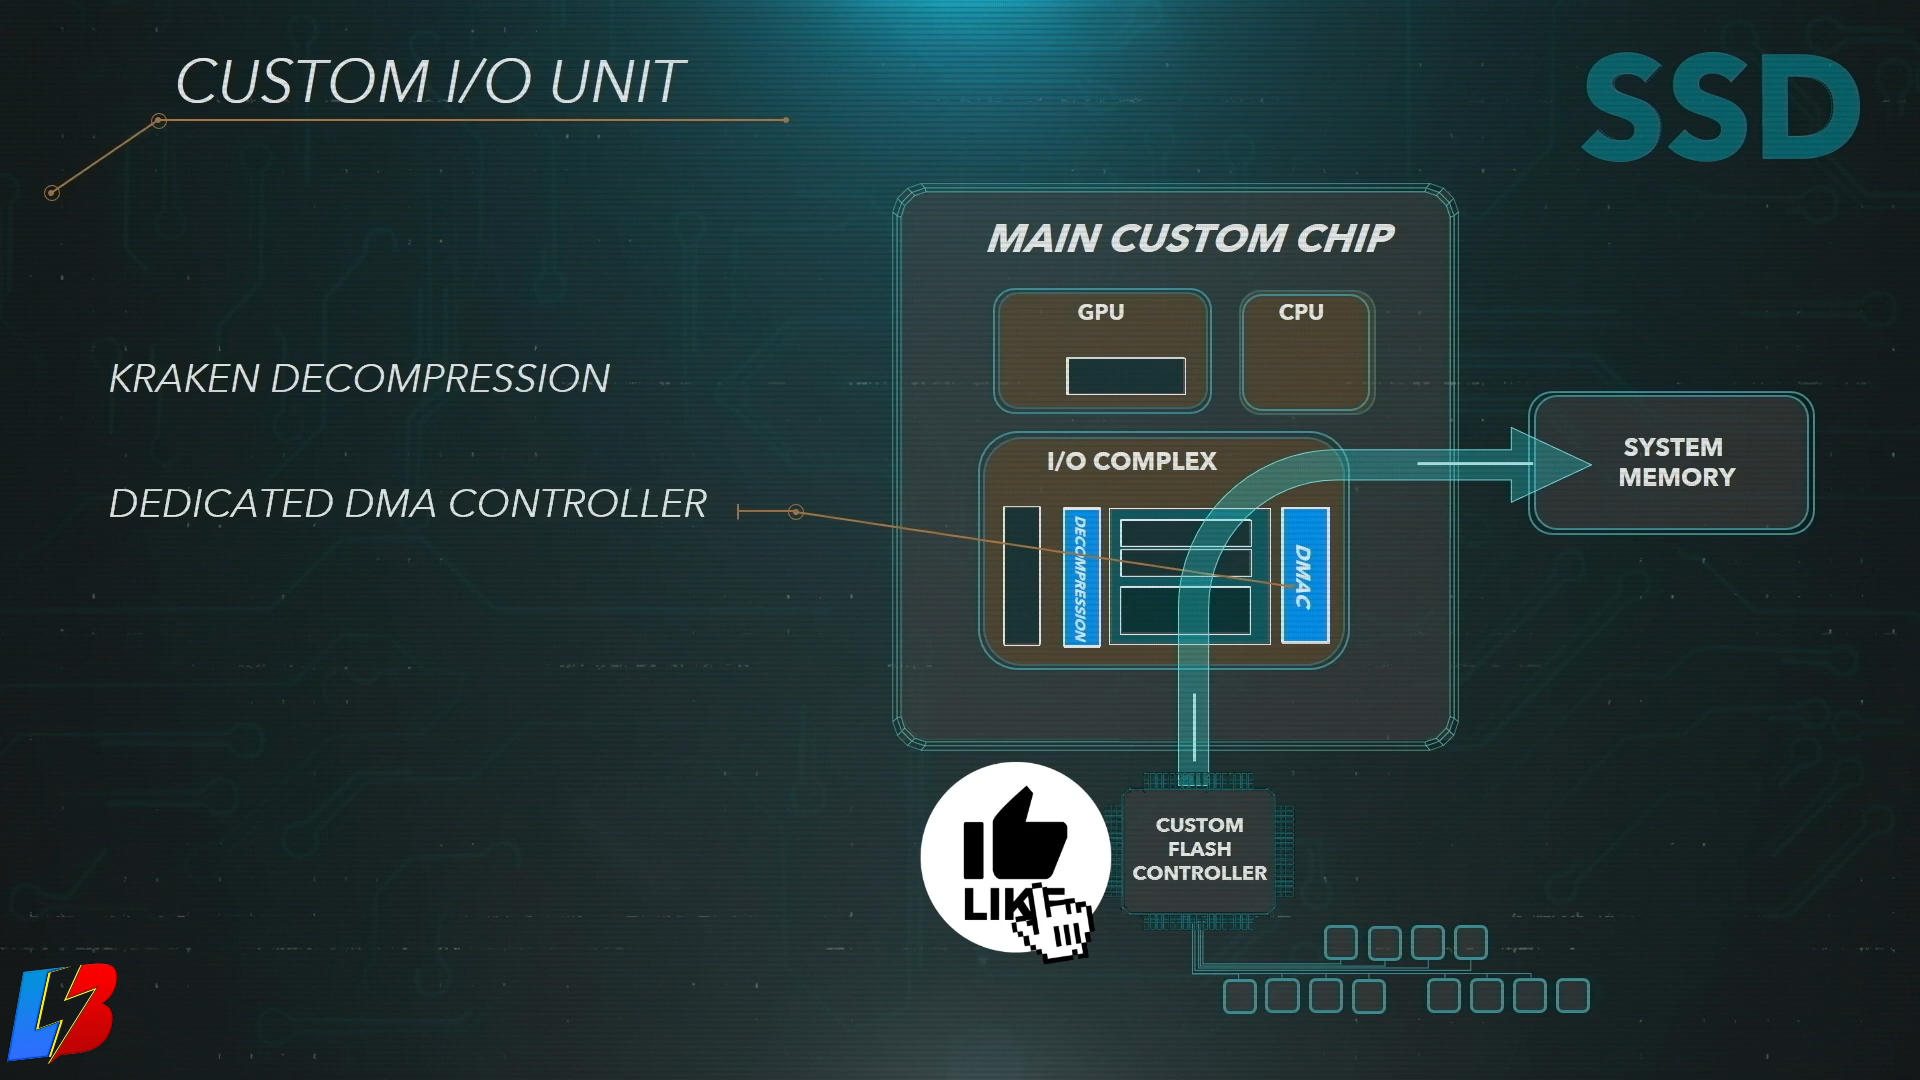 CUSTOM I/O UNIT
SSD
MAIN CUSTOM CHIP
GPU
CPU
KRAKEN DECOMPRESSION
I/O COMPLEX
SYSTEM
MEMORY
DEDICATED DMA CONTROLLER
DECOMPRESSION
DMAC
CUSTOM
FLASH
CONTROLLER
LIKE
LB